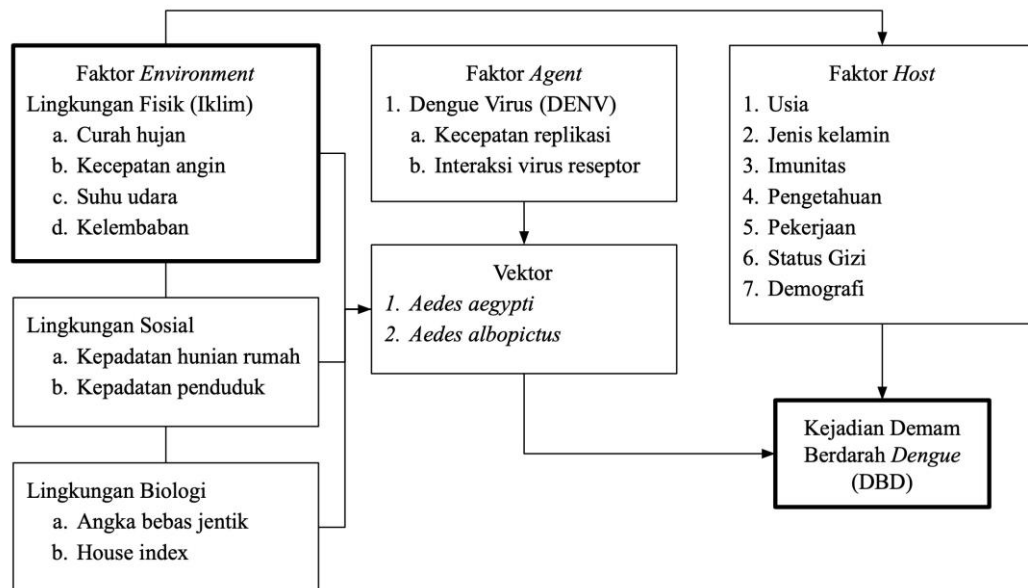 Faktor Environment
Lingkungan Fisik (Iklim)
a. Curah hujan
b. Kecepatan angin
c. Suhu udara
d. Kelembaban
Lingkungan Sosial
a. Kepadatan hunian rumah
b. Kepadatan penduduk
Lingkungan Biologi
a. Angka bebas jentik
b. House index
Faktor Agent
1. Dengue Virus (DENV)
a. Kecepatan replikasi
b. Interaksi virus reseptor
Vektor
1. Aedes aegypti
2. Aedes albopictus
Faktor Host
1. Usia
2. Jenis kelamin
3. Imunitas
4. Pengetahuan
5. Pekerjaan
6. Status Gizi
7. Demografi
Kejadian Demam
Berdarah Dengue
(DBD)